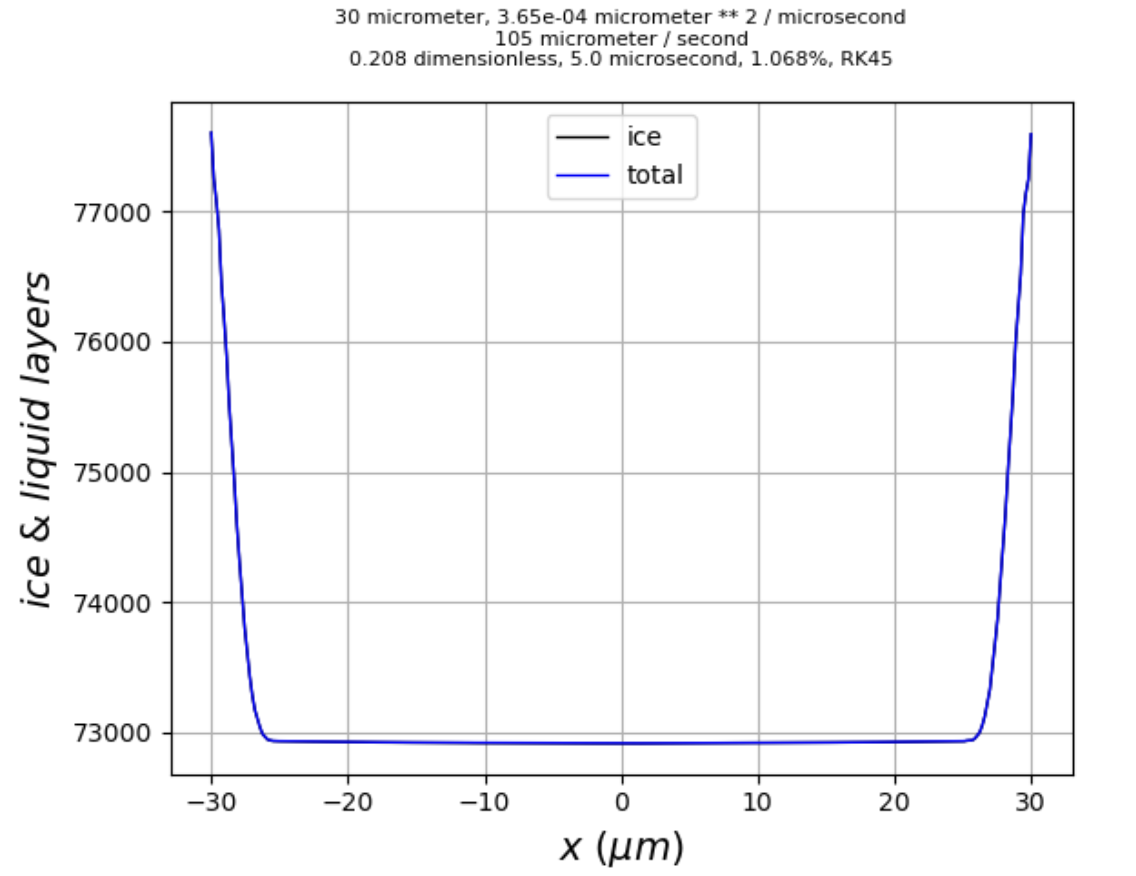 30 micrometer, 3.65e-04 micrometer ** 2 / microsecond
105 micrometer / second
0.208 dimensionless, 5.0 microsecond, 1.068%, RK45
ice
total
77000
76000
75000
74000
73000
ice & liquid layers
−30
−20
−10
0
10
20
30
x (μm)